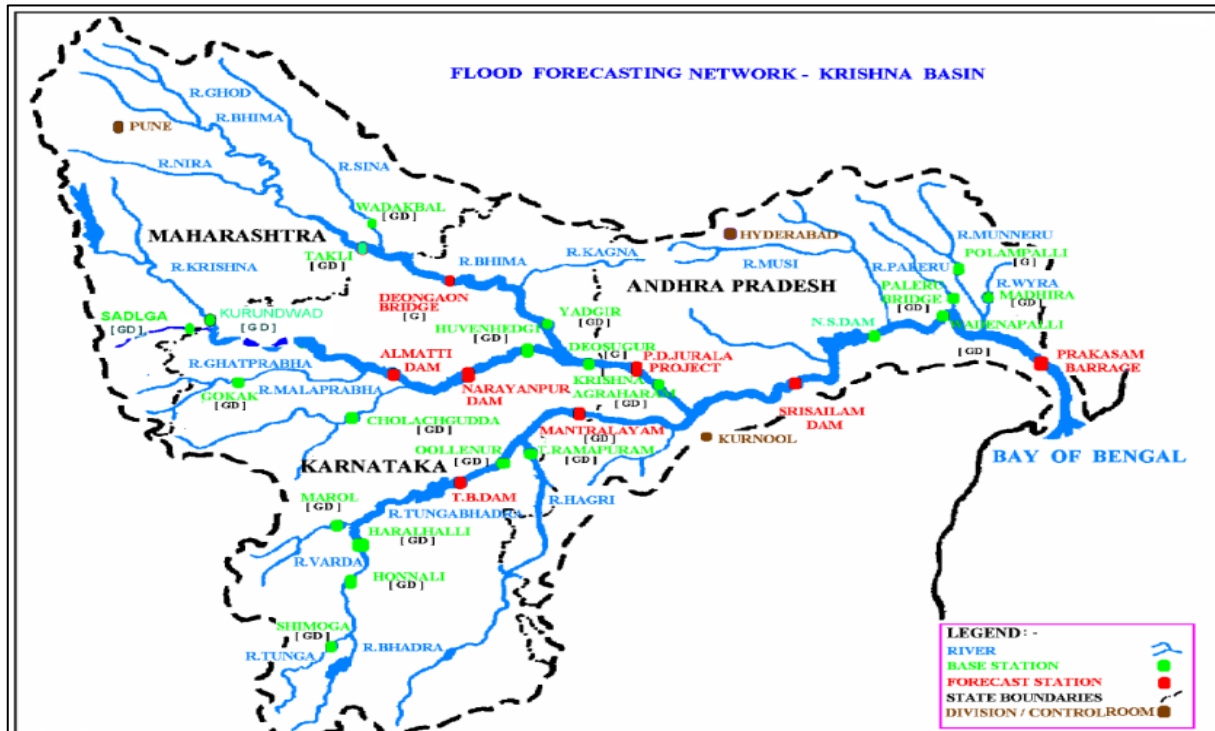 FLOOD FORECASTING NETWORK - KRISHNA BASIN
R.GHOD
R.BHIMA
PUNE
R.NIRA
R.SINA
WADAKBAL
[ GD ]
MAHARASHTRA
TAKLI
[ GD ]
R.KRISHNA
R.BHIMA
DEONGAON
BRIDGE
[ G ]
R.KAGNA
HYDERABAD
R.MUSI
ANDHRA PRADESH
R.MUNNERU
POLAMPALLI
[ G ]
R.PALERU
R.WYRA
PALERU
BRIDGE
[ GD ]
MADHIRA
[ GD ]
SADLGA
[ GD ]
KURUNDWAD
[ G D ]
HUVENHEDGI
[ GD ]
YADGIR
[ GD ]
N.S.DAM
[ GD ]
DEOSUGUR
[ G ]
P.D.JURALA
PROJECT
R.GHATPRABHA
ALMATTI
DAM
PRAKASAM
BARRAGE
GOKAK
[ GD ]
R.MALAPRABHA
NARAYANPUR
DAM
KRISHNA
AGRAHARAM
[ GD ]
SRISAILAM
DAM
CHOLACHGUDDA
[ GD ]
MANTRALAYAM
[ GD ]
KURNOOL
OOLLENUR
[ GD ]
T.RAMAPURAM
[ GD ]
BAY OF BENGAL
KARNATAKA
T.B.DAM
R.HAGRI
MAROL
[ GD ]
R.TUNGABHADRA
HARALHALLI
[ GD ]
R.VARDA
HONNALI
[ GD ]
SHIMOGA
[ GD ]
R.TUNGA
R.BHADRA
LEGEND: -
RIVER
BASE STATION
FORECAST STATION
STATE BOUNDARIES
DIVISION / CONTROL ROOM